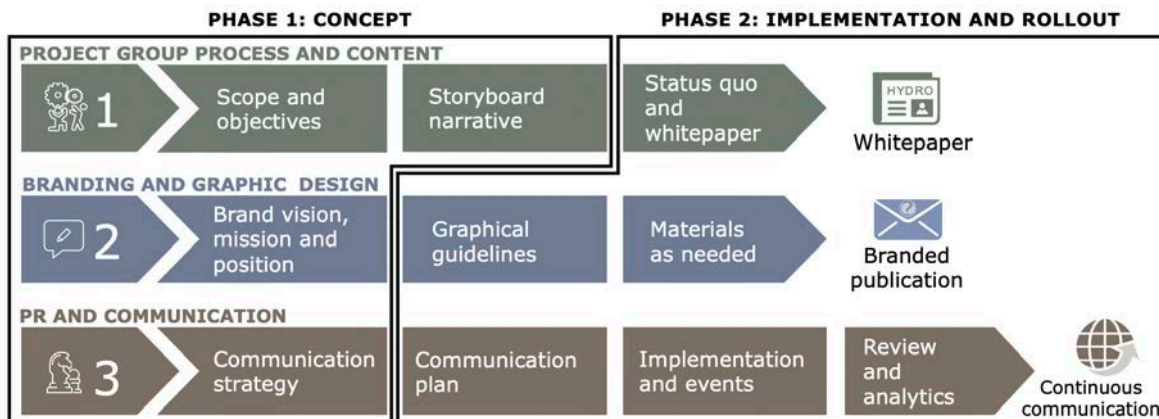 PHASE 1: CONCEPT
PHASE 2: IMPLEMENTATION AND ROLLOUT
PROJECT GROUP PROCESS AND CONTENT
1
Scope and
objectives
Storyboard
narrative
Status quo
and
whitepaper
HYDRO
Whitepaper
BRANDING AND GRAPHIC DESIGN
2
Brand vision,
mission and
position
Graphical
guidelines
Materials
as needed
Branded
publication
PR AND COMMUNICATION
3
Communication
strategy
Communication
plan
Implementation
and events
Review
and
analytics
Continuous
communication